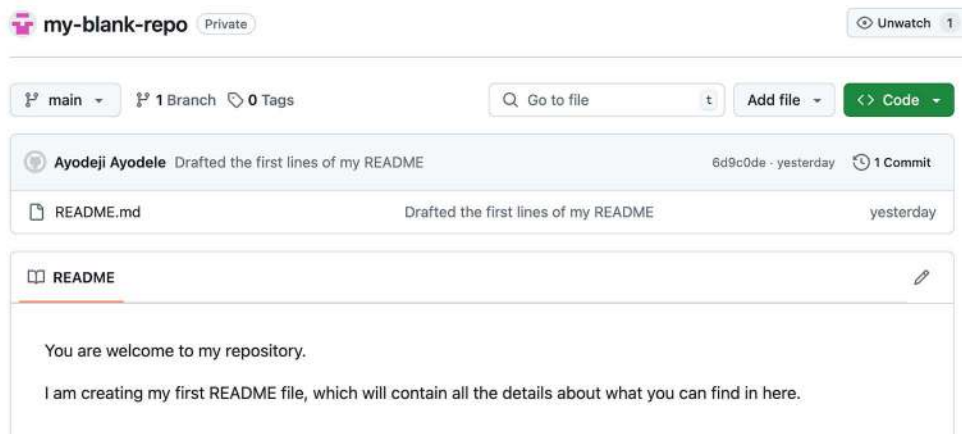 my-blank-repo Private Unwatch 1
main 1 Branch 0 Tags Go to file t Add file <> Code
Ayodeji Ayodele Drafted the first lines of my README 6d9c0de · yesterday 1 Commit
README.md Drafted the first lines of my README yesterday
README
You are welcome to my repository.
I am creating my first README file, which will contain all the details about what you can find in here.